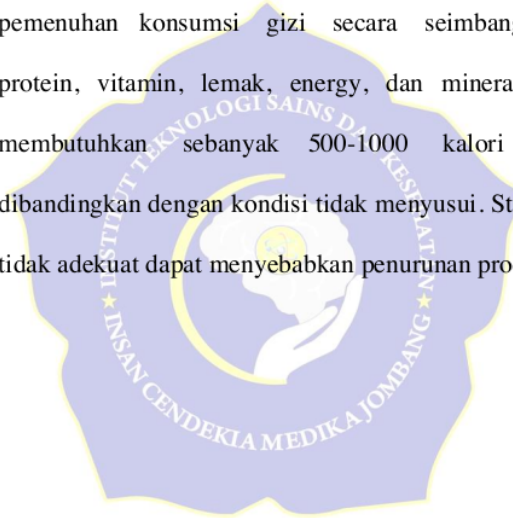 pemenuhan konsumsi gizi secara seimbang
protein, vitamin, lemak, energy, dan minera
membutuhkan sebanyak 500-1000 kalori
dibandingkan dengan kondisi tidak menyusui. St
tidak adekuat dapat menyebabkan penurunan pro
INSTITUT TEKNOLOGI SAINS DAN KESEHATAN
INSAN CENDEKIA MEDIKA JOMBANG